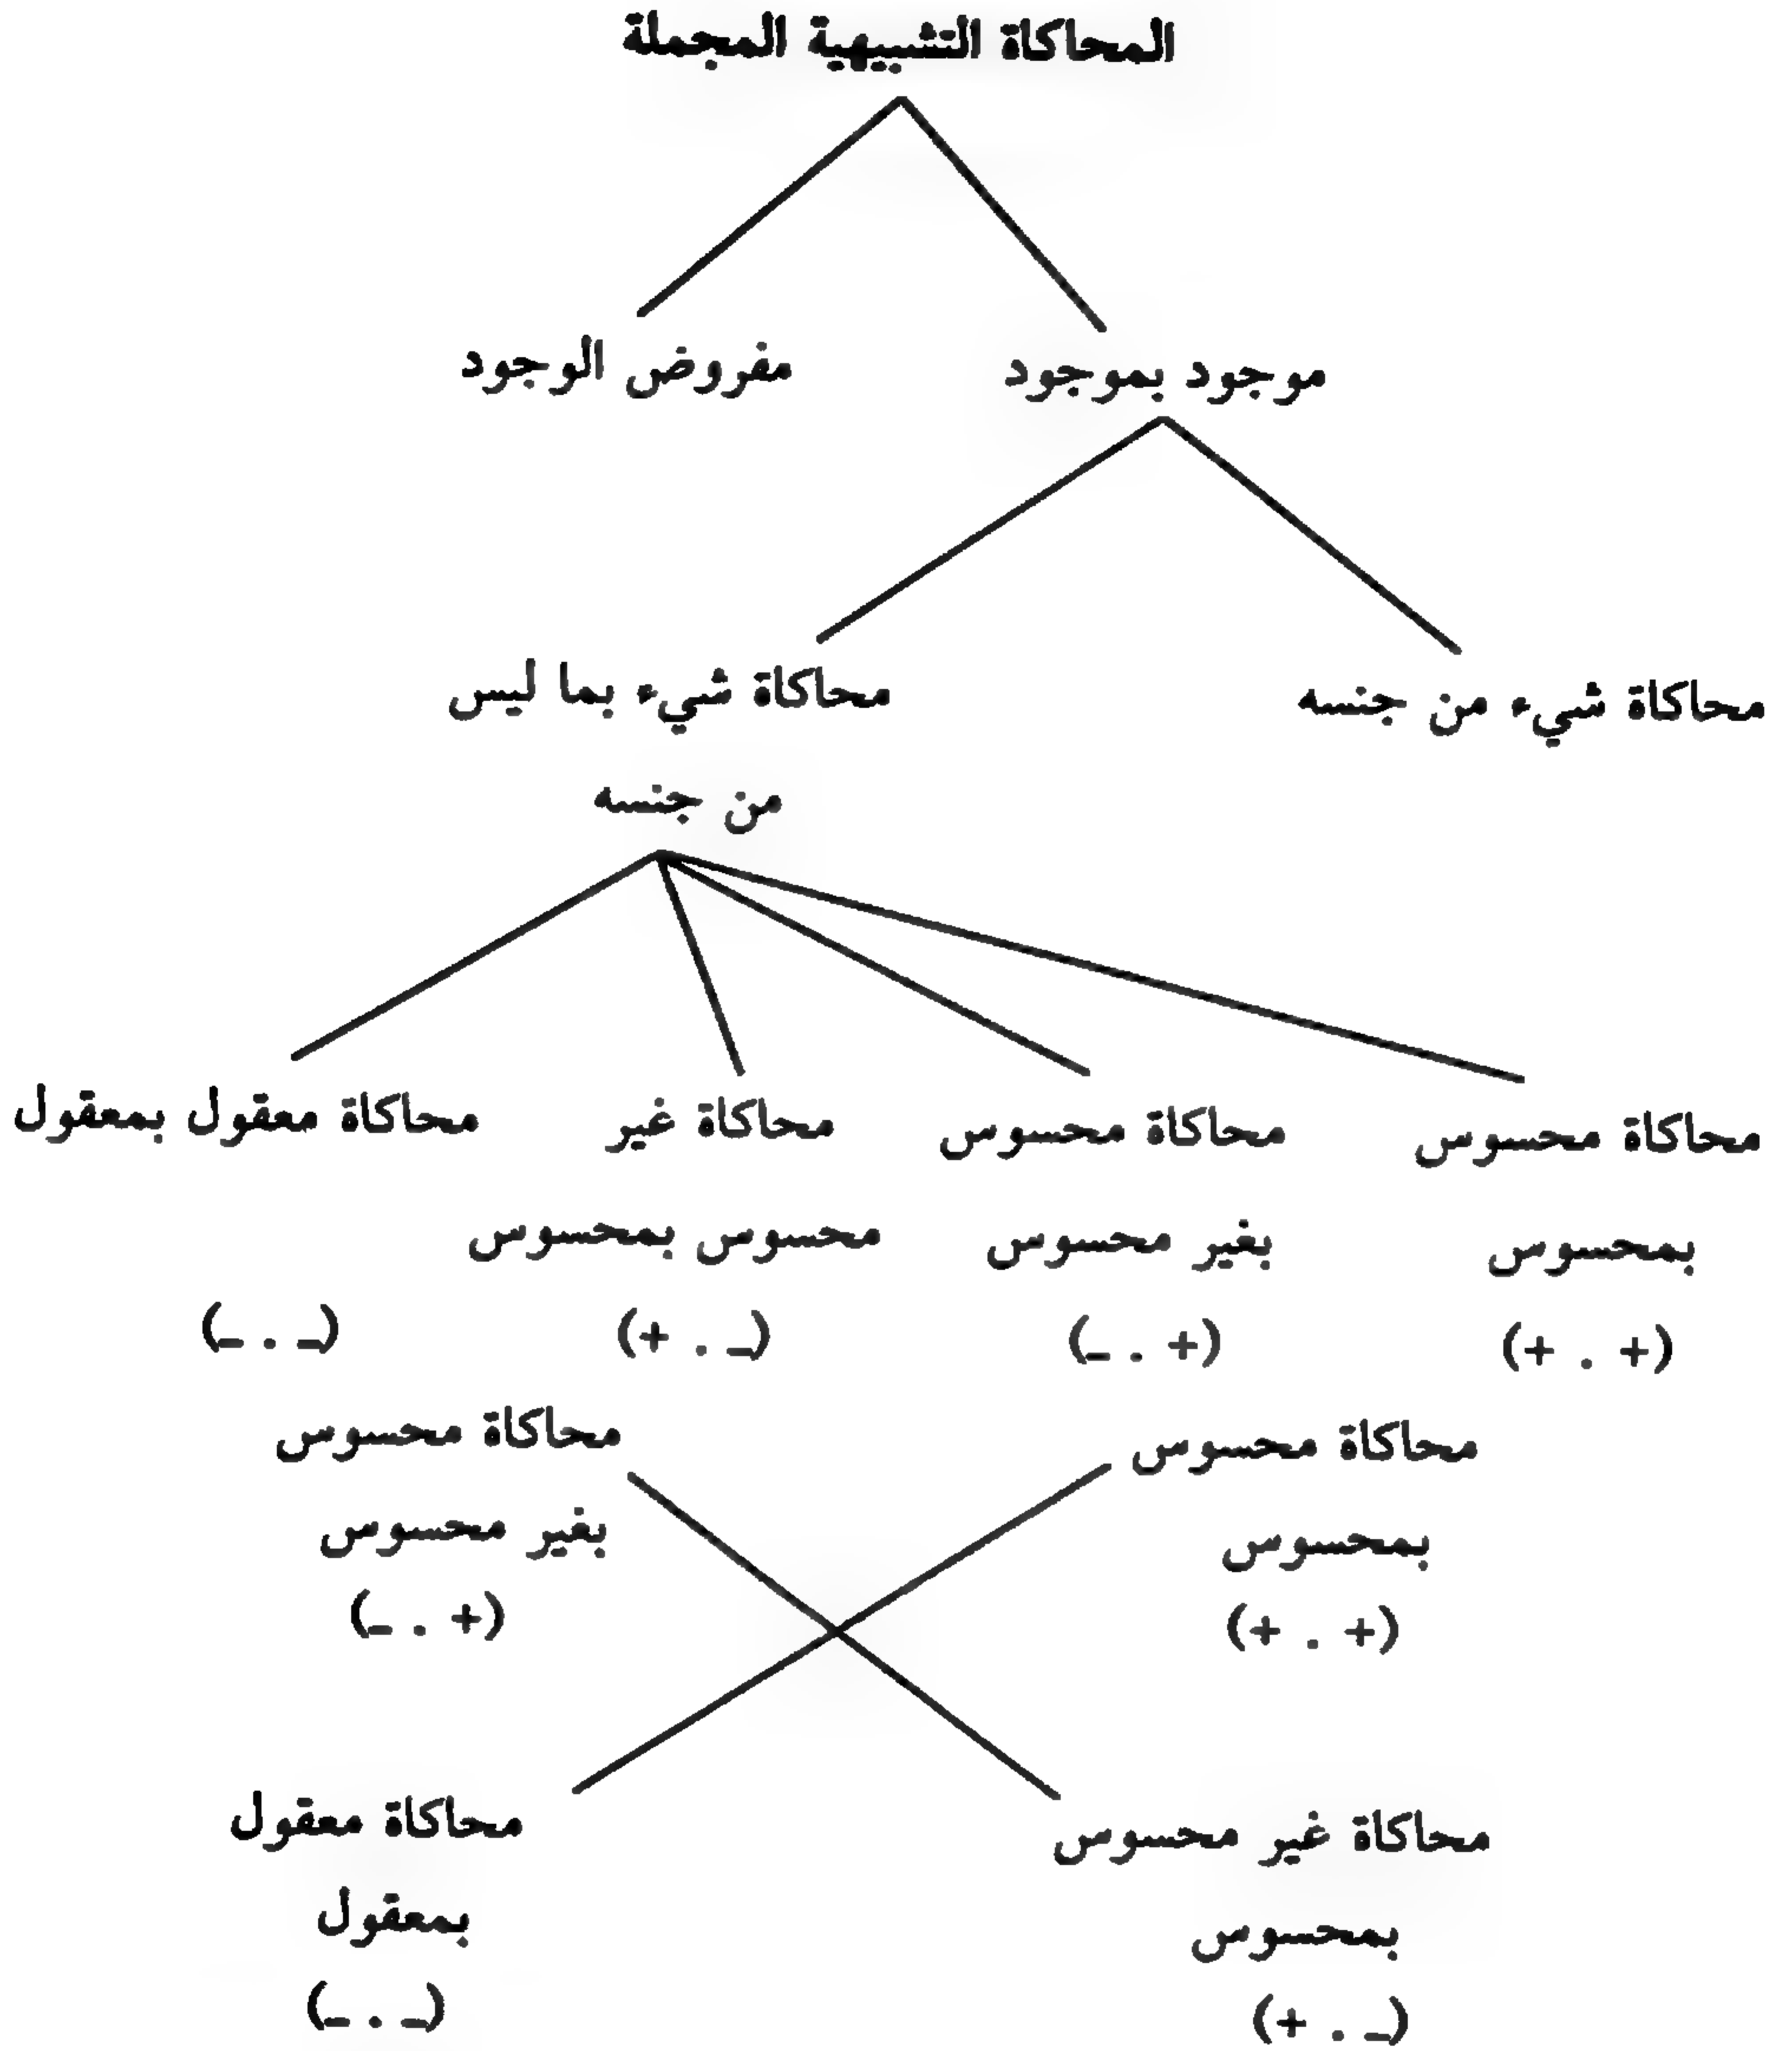 المحاكاة التشبيهية المجملة
موجود بموجود
مفروض الوجود
محاكاة شيء من جنسه
محاكاة شيء بما ليس
من جنسه
محاكاة محسوس
بمحسوس
(+ . +)
محاكاة محسوس
بغير محسوس
(+ . _)
محاكاة غير
محسوس بمحسوس
(_ . +)
محاكاة معقول بمعقول
(_ . _)
محاكاة محسوس
بمحسوس
(+ . +)
محاكاة محسوس
بغير محسوس
(+ . _)
محاكاة غير محسوس
بمحسوس
(_ . +)
محاكاة معقول
بمعقول
(_ . _)